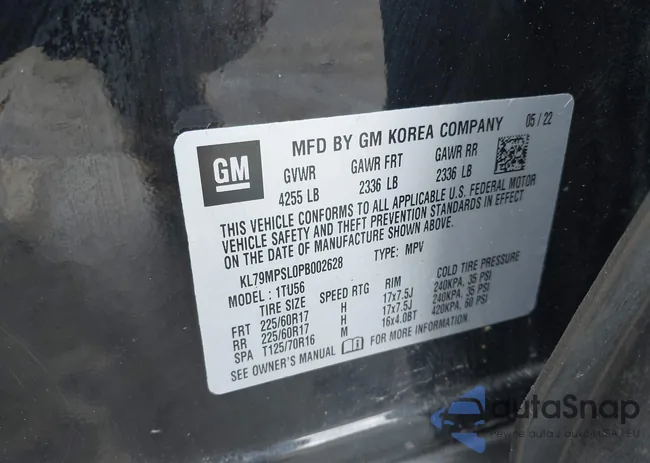 GM
MFD BY GM KOREA COMPANY 05/22
GVWR GAWR FRT GAWR RR
4255 LB 2336 LB 2336 LB
THIS VEHICLE CONFORMS TO ALL APPLICABLE U.S. FEDERAL MOTOR
VEHICLE SAFETY AND THEFT PREVENTION STANDARDS IN EFFECT
ON THE DATE OF MANUFACTURE SHOWN ABOVE.
KL79MPSL0PB002628 TYPE: MPV
MODEL: 1TU56
TIRE SIZE SPEED RTG RIM COLD TIRE PRESSURE
FRT 225/60R17 H 17x7.5J 240KPA, 35 PSI
RR 225/60R17 H 17x7.5J 240KPA, 35 PSI
SPA T125/70R16 M 16x4.0BT 420KPA, 60 PSI
SEE OWNER'S MANUAL FOR MORE INFORMATION
autaSnap